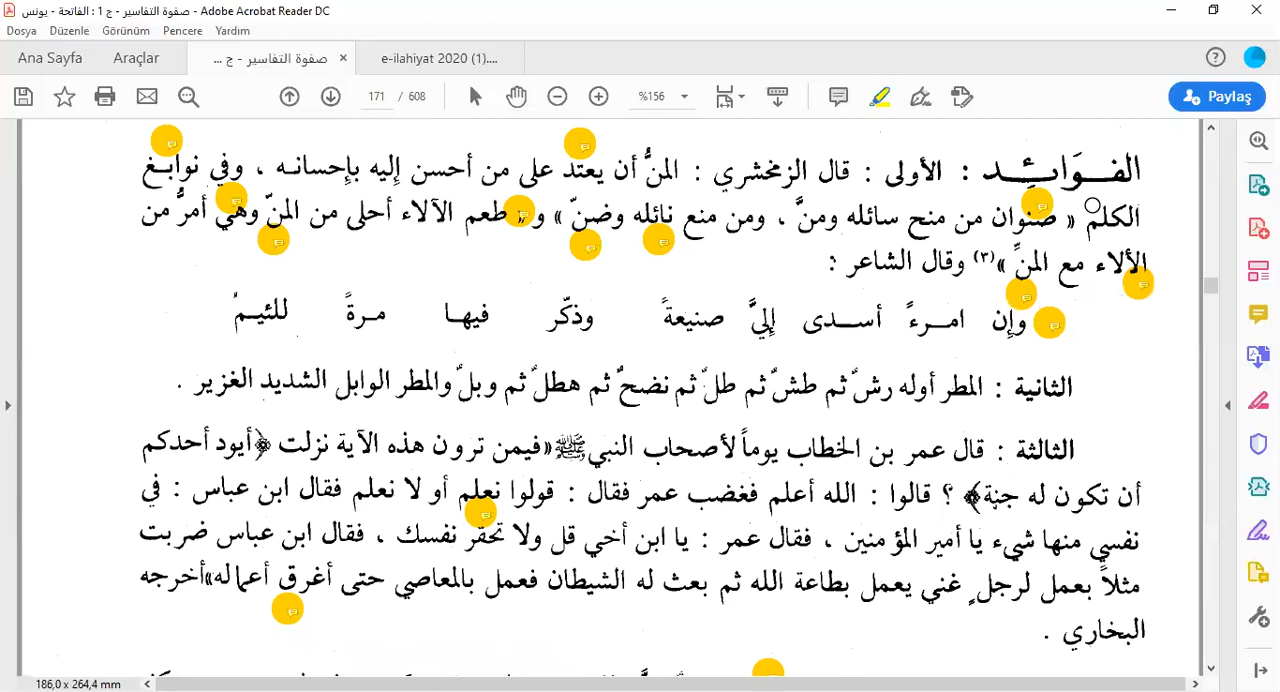 صفوة التفاسير - ج 1 : الفاتحة - يونس - Adobe Acrobat Reader DC
Dosya Düzenle Görünüm Pencere Yardım
Ana Sayfa Araçlar صفوة التفاسير - ج ... × e-ilahiyat 2020 (1)....
171 / 608 %156 Paylaş
الفـوَائِـد : الأولى : قال الزمخشري : المنُّ أن يعتد على من أحسن إليه بإحسانه ، وفي نوابغ
الكلم « صنوان من منح سائله ومنَّ ، ومن منع نائله وضنّ » و « طعم الآلاء أحلى من المنّ وهي أمرُّ من
الألاء مع المنِّ »(٣) وقال الشاعر :
وإن امرءً أسدى إليَّ صنيعةً وذكّر فيها مرةً للئيمُ
الثانية : المطر أوله رشّ ثم طشّ ثم طلّ ثم نضحٌ ثم هطلٌ ثم وبلٌ والمطر الوابل الشديد الغزير .
الثالثة : قال عمر بن الخطاب يوماً لأصحاب النبي ﷺ «فيمن ترون هذه الآية نزلت ﴿أيود أحدكم
أن تكون له جنة﴾ ؟ قالوا : الله أعلم فغضب عمر فقال : قولوا نعلم أو لا نعلم فقال ابن عباس : في
نفسي منها شيء يا أمير المؤمنين ، فقال عمر : يا ابن أخي قل ولا تحقر نفسك ، فقال ابن عباس ضربت
مثلاً بعمل لرجلٍ غني يعمل بطاعة الله ثم بعث له الشيطان فعمل بالمعاصي حتى أغرق أعماله» أخرجه
البخاري .
186,0 x 264,4 mm